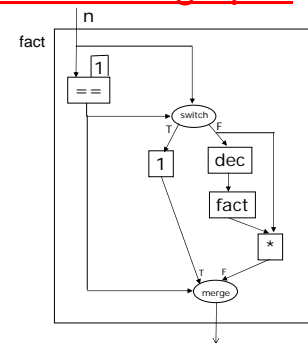 n
fact
1
==
switch
T F
1
dec
fact
*
T F
merge